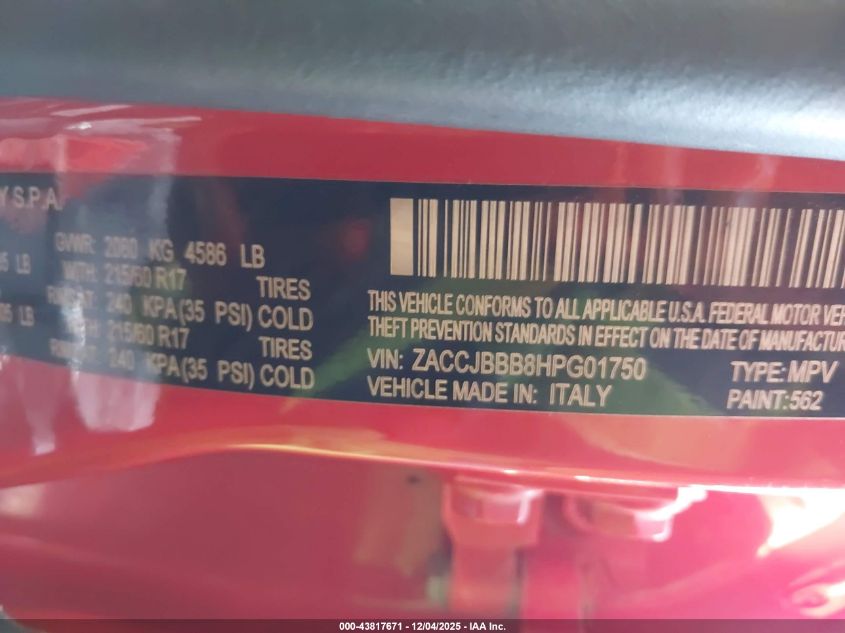 Y S.P.A.
GVWR: 2080 KG 4586 LB
LB WITH: 215/60 R17 TIRES
240 KPA (35 PSI) COLD
LB 215/60 R17 TIRES
240 KPA (35 PSI) COLD
THIS VEHICLE CONFORMS TO ALL APPLICABLE U.S.A. FEDERAL MOTOR VEH
THEFT PREVENTION STANDARDS IN EFFECT ON THE DATE OF MANUFACTUR
VIN: ZACCJBBB8HPG01750 TYPE: MPV
VEHICLE MADE IN: ITALY PAINT: 562
000-43817671 - 12/04/2025 - IAA Inc.